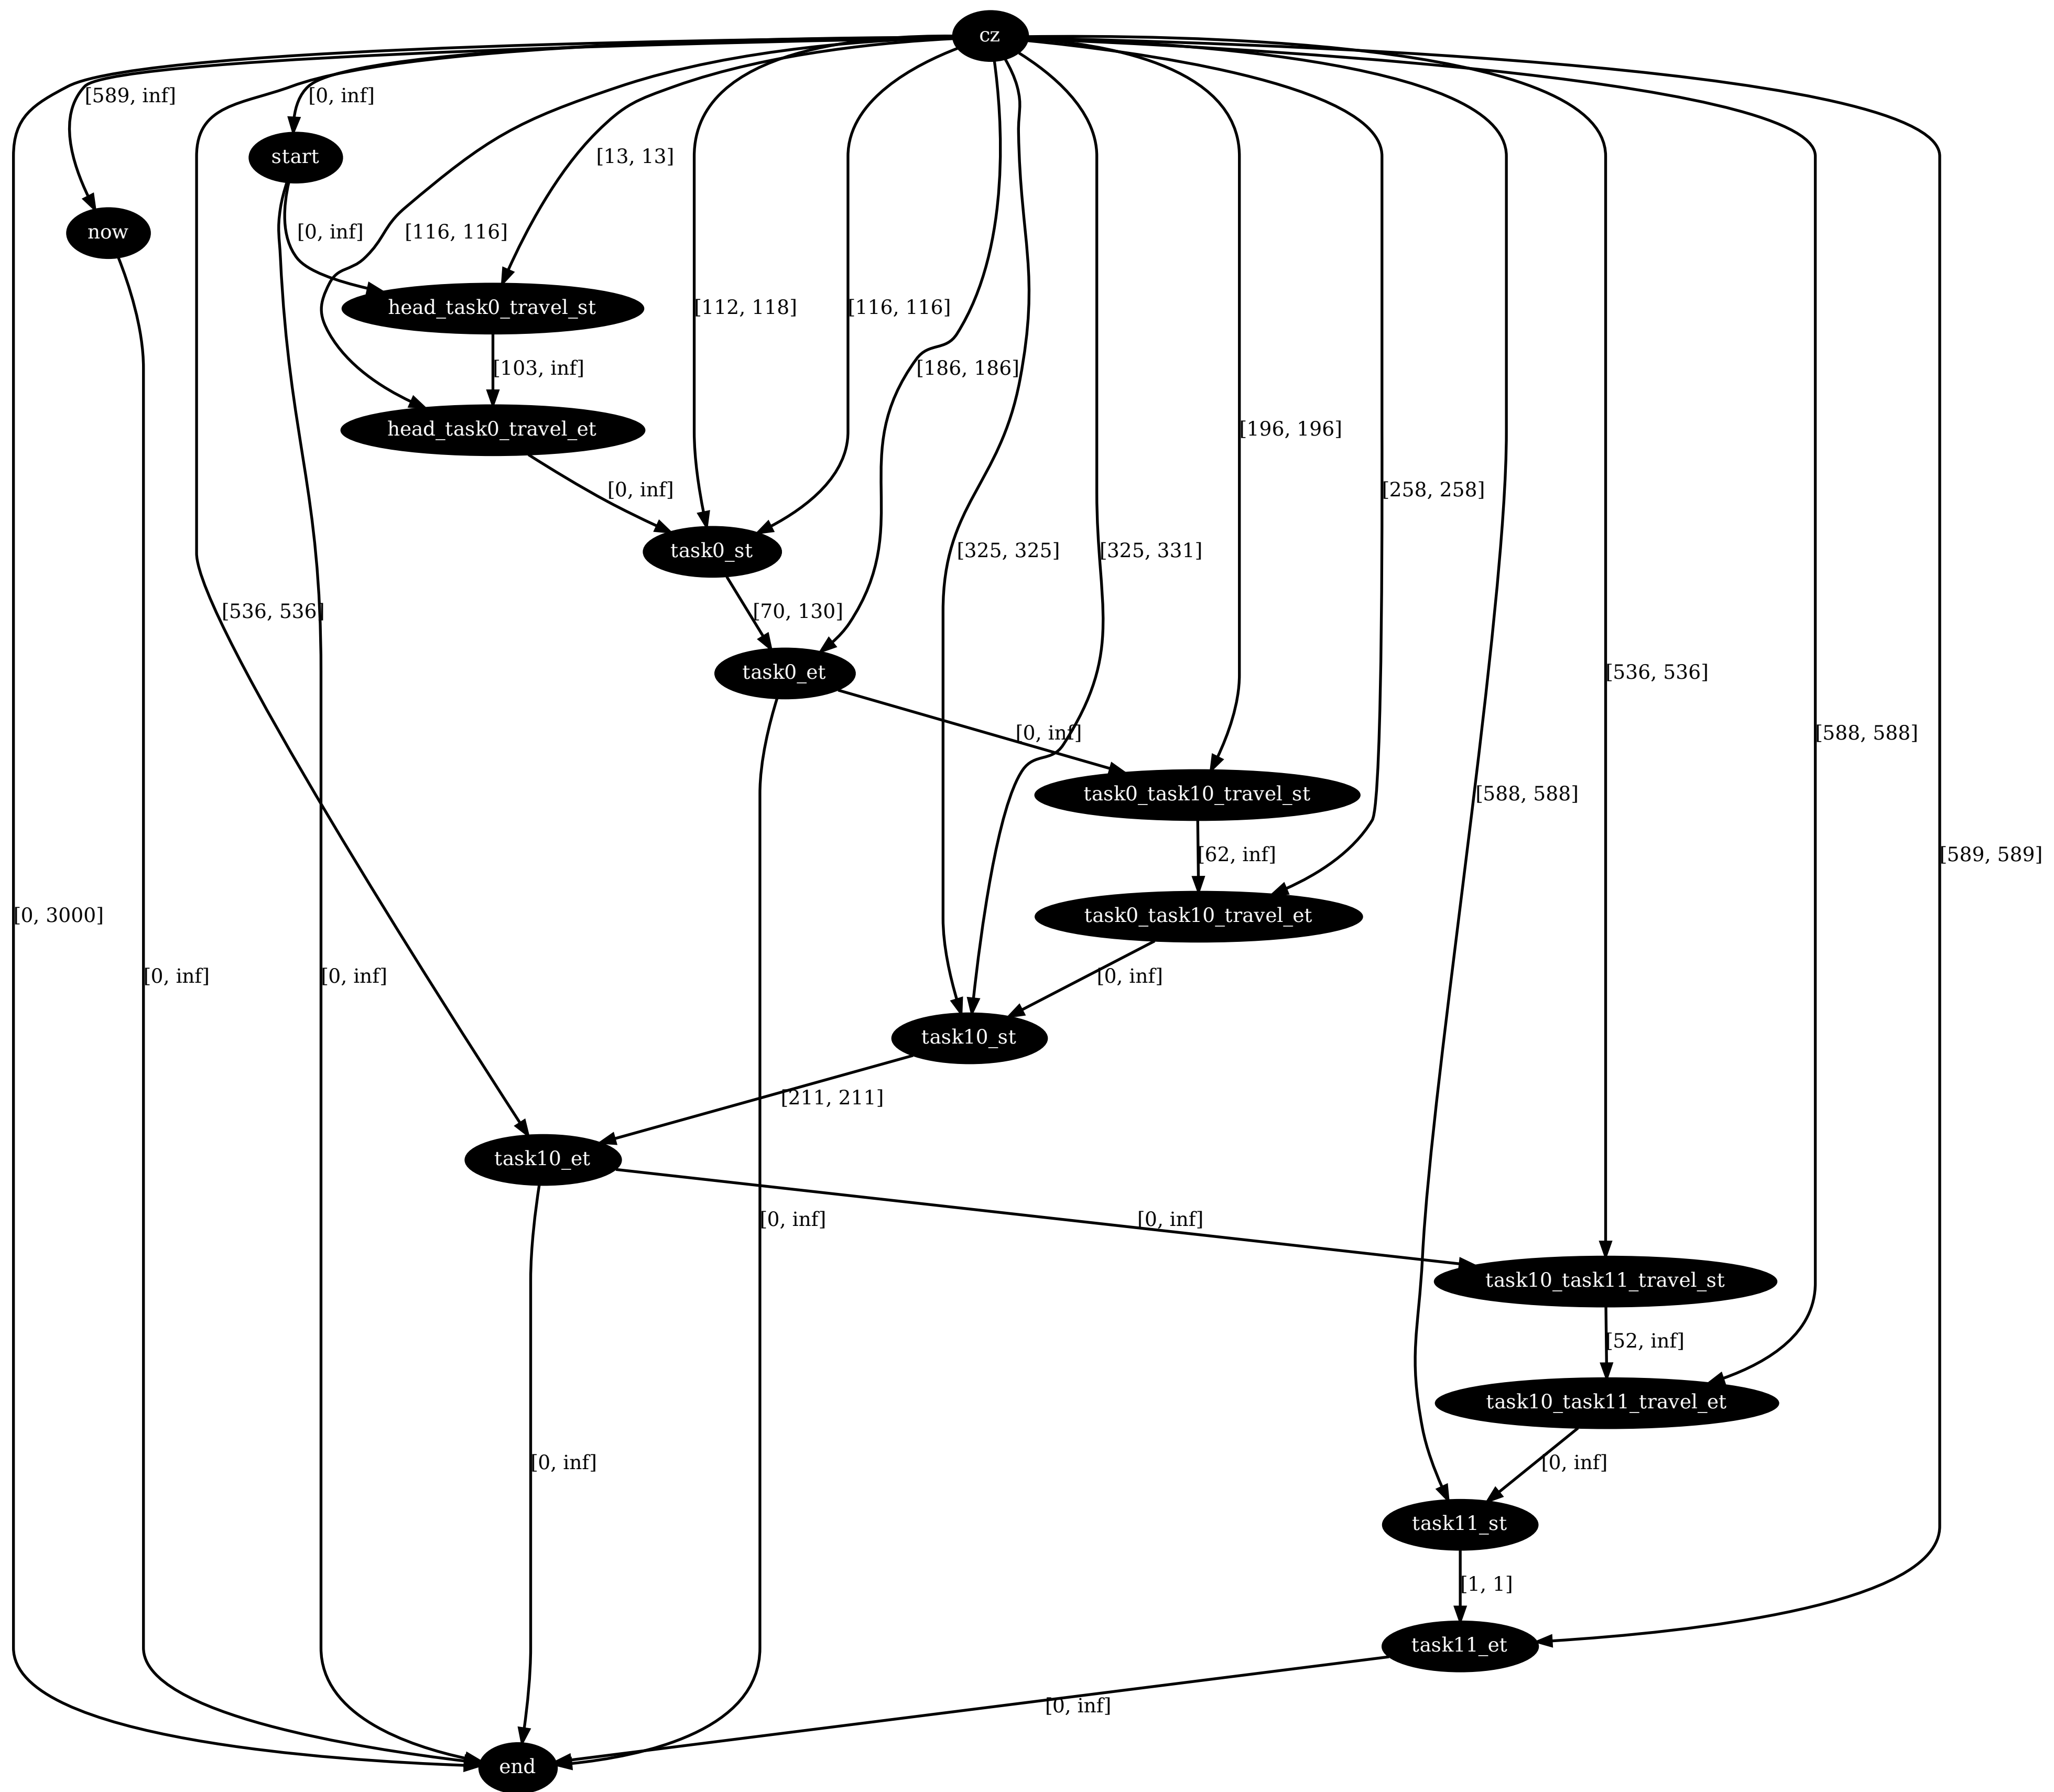 cz
[589, inf]
[0, inf]
start
[13, 13]
now
[0, inf]
[116, 116]
head_task0_travel_st
[112, 118]
[116, 116]
[103, inf]
[186, 186]
head_task0_travel_et
[196, 196]
[0, inf]
[258, 258]
task0_st
[325, 325]
[325, 331]
[536, 536]
[70, 130]
task0_et
[536, 536]
[0, inf]
[588, 588]
task0_task10_travel_st
[588, 588]
[62, inf]
[589, 589]
[0, 3000]
task0_task10_travel_et
[0, inf]
[0, inf]
[0, inf]
task10_st
[211, 211]
task10_et
[0, inf]
[0, inf]
task10_task11_travel_st
[52, inf]
task10_task11_travel_et
[0, inf]
[0, inf]
task11_st
[1, 1]
task11_et
[0, inf]
end